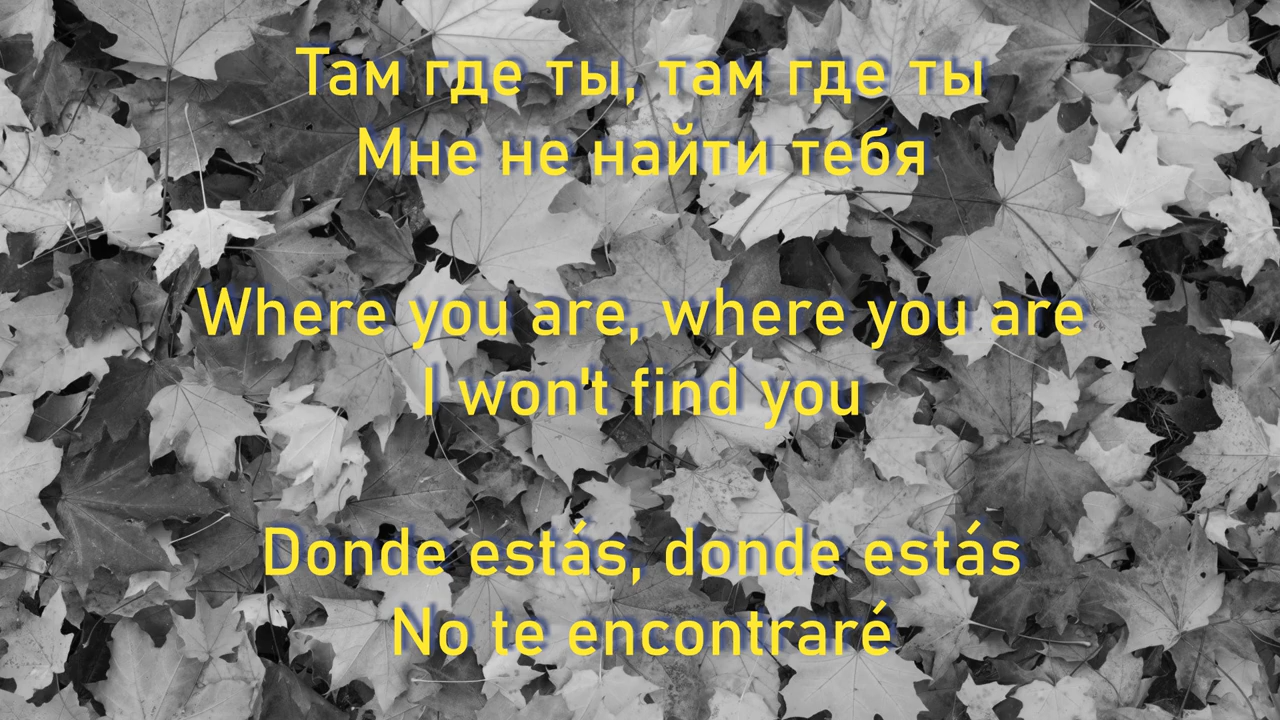 Там где ты, там где ты
Мне не найти тебя
Where you are, where you are
I won't find you
Donde estás, donde estás
No te encontraré